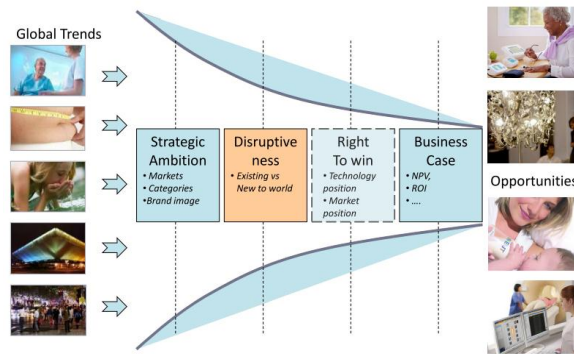 Global Trends
Strategic
Ambition
• Markets
• Categories
•Brand image
Disruptive
ness
• Existing vs
New to world
Right
To win
• Technology
position
• Market
position
Business
Case
• NPV,
• ROI
• ....
Opportunities